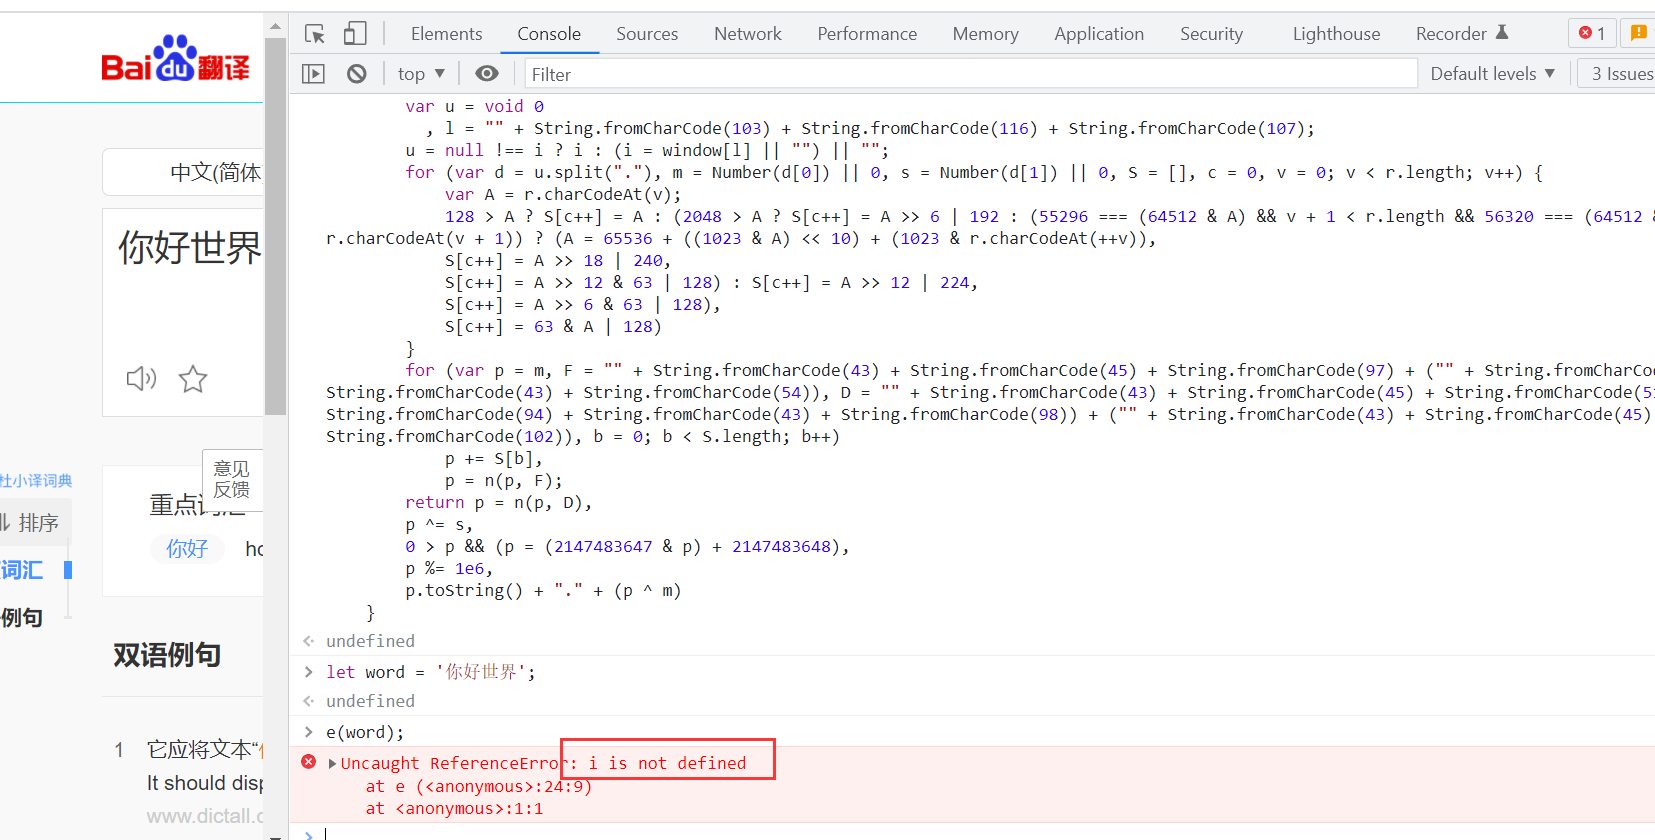 Elements Console Sources Network Performance Memory Application Security Lighthouse Recorder 1
top ▼ Filter Default levels ▼ 3 Issues
Bai du 翻译
中文(简体
你好世界
意见
反馈
杜小译词典
重点词汇
排序
你好 hc
词汇
例句
双语例句
1 它应将文本“
It should disp
www.dictall.c
var u = void 0
, l = "" + String.fromCharCode(103) + String.fromCharCode(116) + String.fromCharCode(107);
u = null !== i ? i : (i = window[l] || "") || "";
for (var d = u.split("."), m = Number(d[0]) || 0, s = Number(d[1]) || 0, S = [], c = 0, v = 0; v < r.length; v++) {
var A = r.charCodeAt(v);
128 > A ? S[c++] = A : (2048 > A ? S[c++] = A >> 6 | 192 : (55296 === (64512 & A) && v + 1 < r.length && 56320 === (64512 &
r.charCodeAt(v + 1)) ? (A = 65536 + ((1023 & A) << 10) + (1023 & r.charCodeAt(++v)),
S[c++] = A >> 18 | 240,
S[c++] = A >> 12 & 63 | 128) : S[c++] = A >> 12 | 224,
S[c++] = A >> 6 & 63 | 128),
S[c++] = 63 & A | 128)
}
for (var p = m, F = "" + String.fromCharCode(43) + String.fromCharCode(45) + String.fromCharCode(97) + ("" + String.fromCharCo
String.fromCharCode(43) + String.fromCharCode(54)), D = "" + String.fromCharCode(43) + String.fromCharCode(45) + String.fromCharCode(5
String.fromCharCode(94) + String.fromCharCode(43) + String.fromCharCode(98)) + ("" + String.fromCharCode(43) + String.fromCharCode(45)
String.fromCharCode(102)), b = 0; b < S.length; b++)
p += S[b],
p = n(p, F);
return p = n(p, D),
p ^= s,
0 > p && (p = (2147483647 & p) + 2147483648),
p %= 1e6,
p.toString() + "." + (p ^ m)
}
undefined
let word = '你好世界';
undefined
e(word);
Uncaught ReferenceError: i is not defined
at e (<anonymous>:24:9)
at <anonymous>:1:1